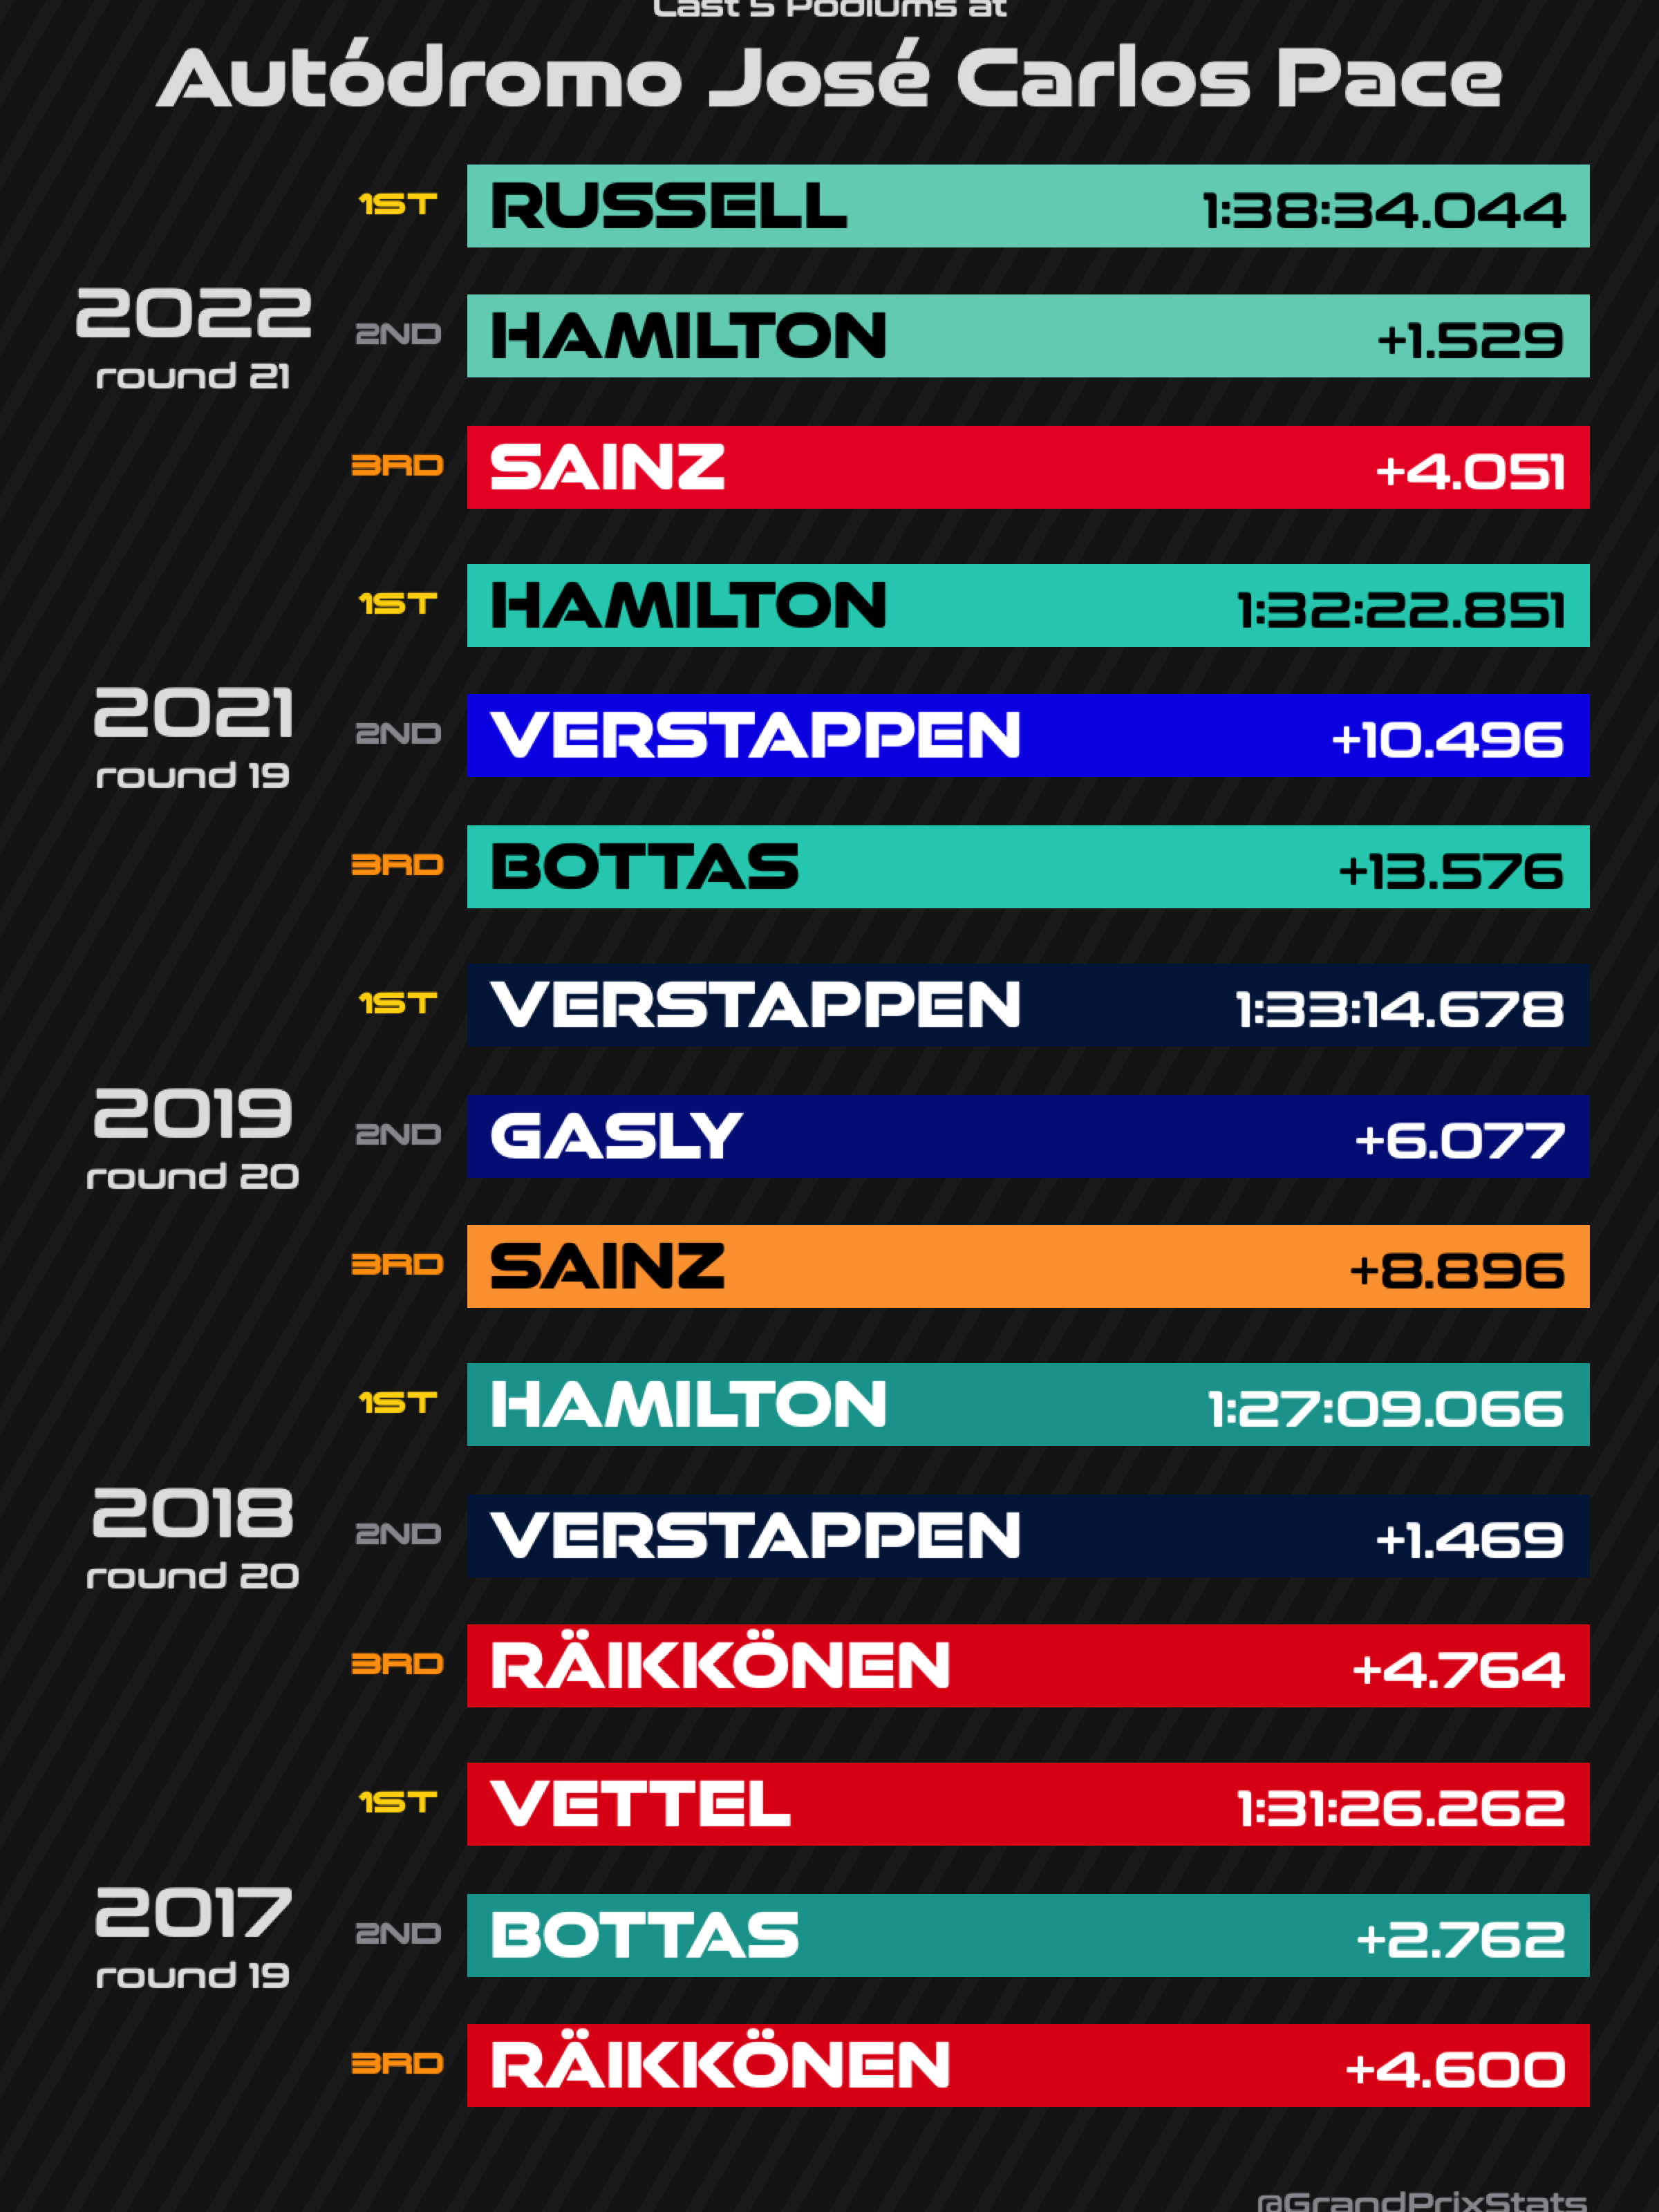 Last 5 Podiums at
Autódromo José Carlos Pace
1ST RUSSELL 1:38:34.044
2022
round 21
2ND HAMILTON +1.529
3RD SAINZ +4.051
1ST HAMILTON 1:32:22.851
2021
round 19
2ND VERSTAPPEN +10.496
3RD BOTTAS +13.576
1ST VERSTAPPEN 1:33:14.678
2019
round 20
2ND GASLY +6.077
3RD SAINZ +8.896
1ST HAMILTON 1:27:09.066
2018
round 20
2ND VERSTAPPEN +1.469
3RD RÄIKKÖNEN +4.764
1ST VETTEL 1:31:26.262
2017
round 19
2ND BOTTAS +2.762
3RD RÄIKKÖNEN +4.600
@GrandPrixStats